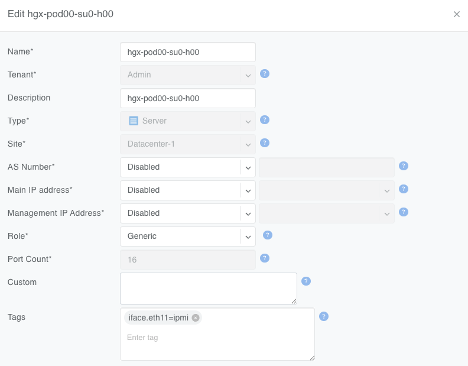 Edit hgx-pod00-su0-h00 ×
Name* hgx-pod00-su0-h00
Tenant* Admin ?
Description hgx-pod00-su0-h00
Type* Server ?
Site* Datacenter-1 ?
AS Number* Disabled ?
Main IP address* Disabled ?
Management IP Address* Disabled ?
Role* Generic ?
Port Count* 16 ?
Custom ?
Tags iface.eth11=ipmi ?
Enter tag